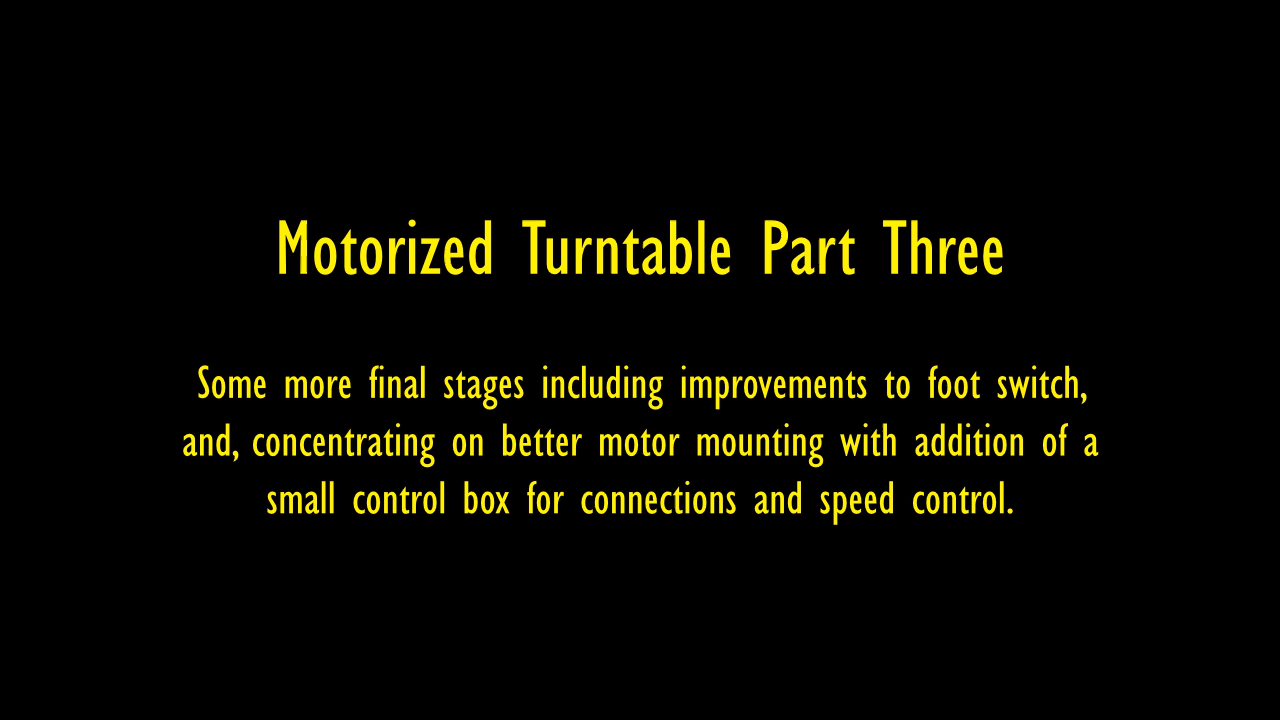 Motorized Turntable Part Three
Some more final stages including improvements to foot switch,
and, concentrating on better motor mounting with addition of a
small control box for connections and speed control.